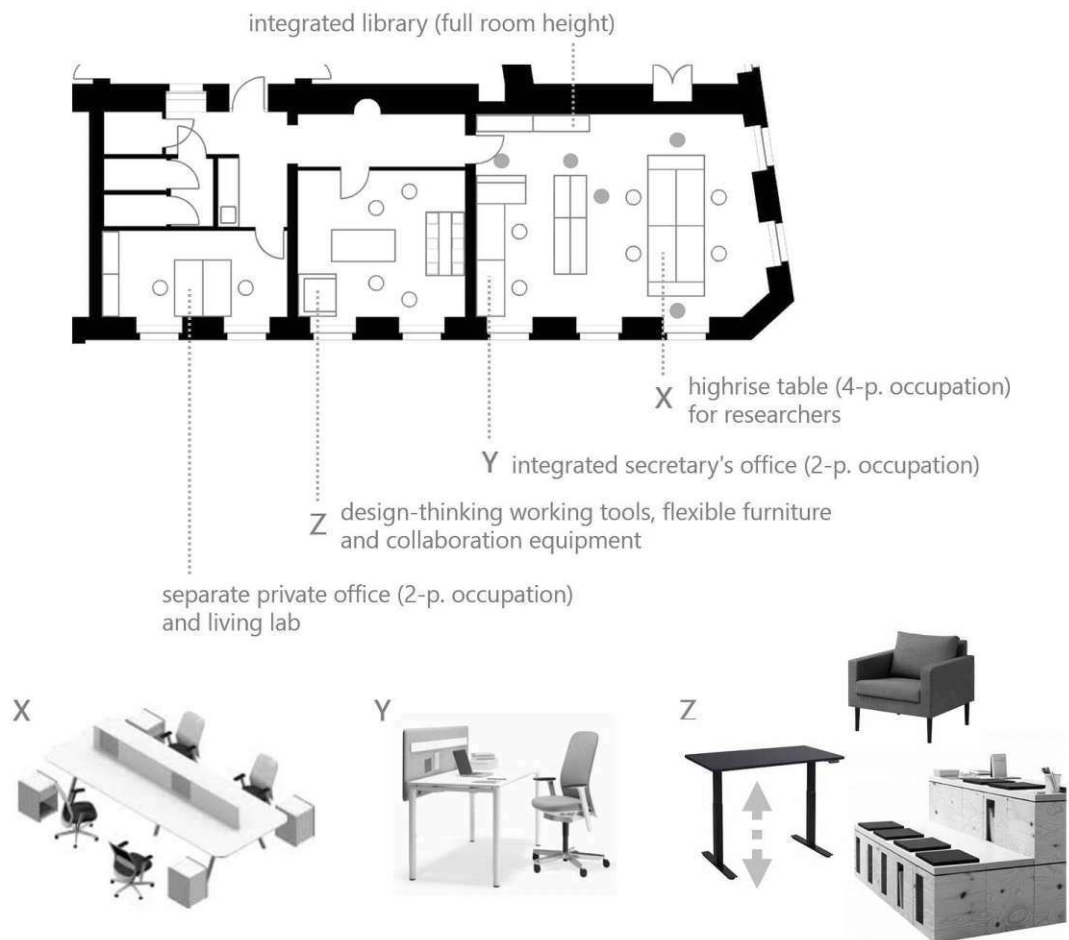 integrated library (full room height)
X highrise table (4-p. occupation)
for researchers
Y integrated secretary's office (2-p. occupation)
Z design-thinking working tools, flexible furniture
and collaboration equipment
separate private office (2-p. occupation)
and living lab
X
Y
Z